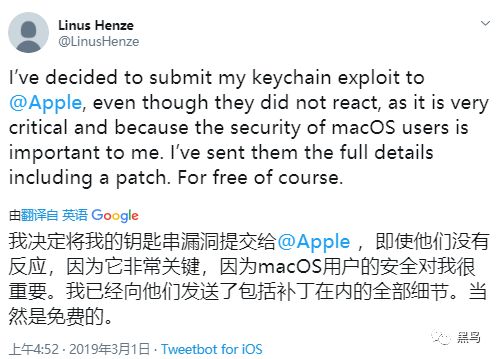 Linus Henze
@LinusHenze
I've decided to submit my keychain exploit to
@Apple, even though they did not react, as it is very
critical and because the security of macOS users is
important to me. I've sent them the full details
including a patch. For free of course.
由翻译自 英语 Google
我决定将我的钥匙串漏洞提交给@Apple ，即使他们没有
反应，因为它非常关键，因为macOS用户的安全对我很
重要。我已经向他们发送了包括补丁在内的全部细节。当
然是免费的。
上午4:52 · 2019年3月1日 · Tweetbot for iOS
黑鸟